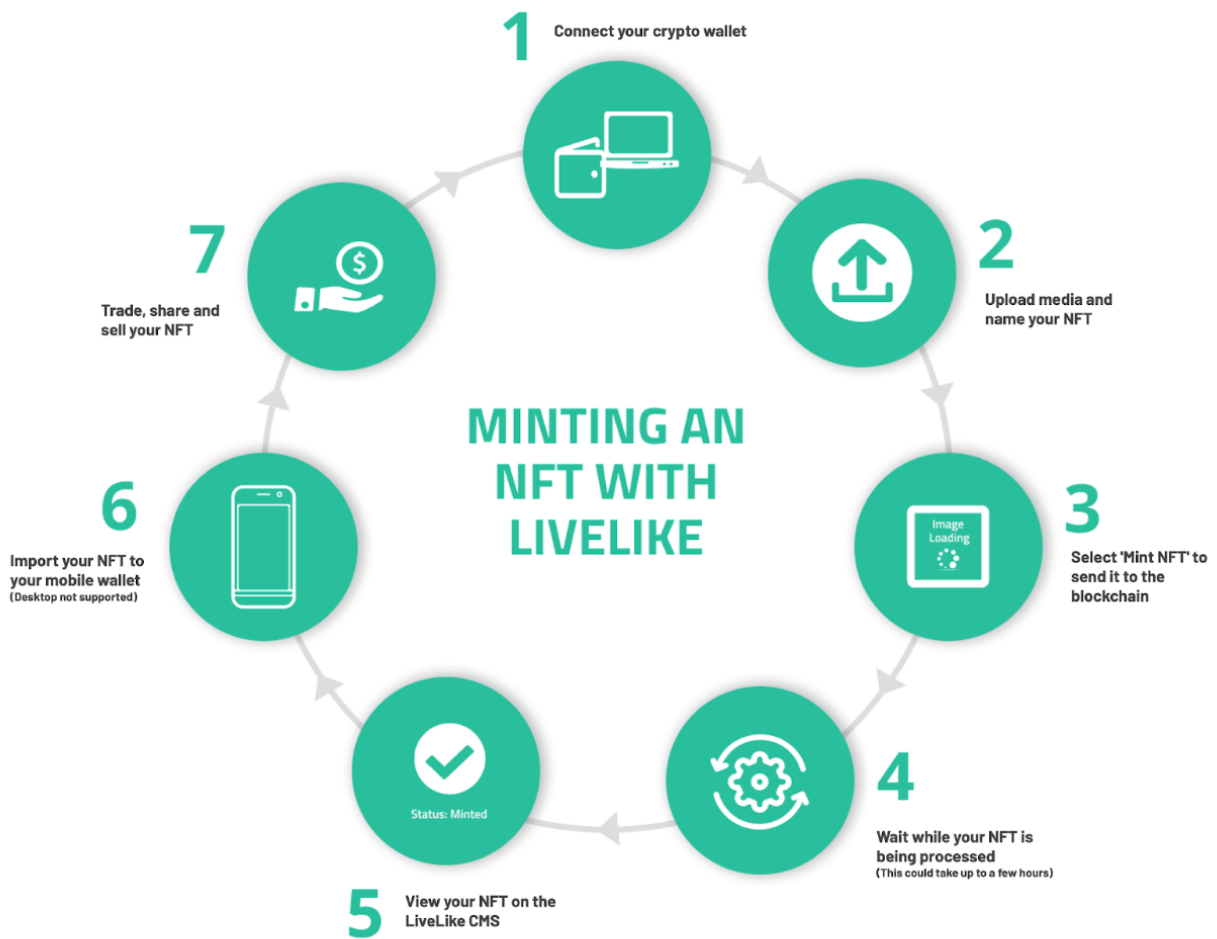 1
Connect your crypto wallet
2
Upload media and
name your NFT
3
Image
Loading
Select 'Mint NFT' to
send it to the
blockchain
4
Wait while your NFT is
being processed
(This could take up to a few hours)
5
Status: Minted
View your NFT on the
LiveLike CMS
6
Import your NFT to
your mobile wallet
(Desktop not supported)
7
$
Trade, share and
sell your NFT
MINTING AN
NFT WITH
LIVELIKE